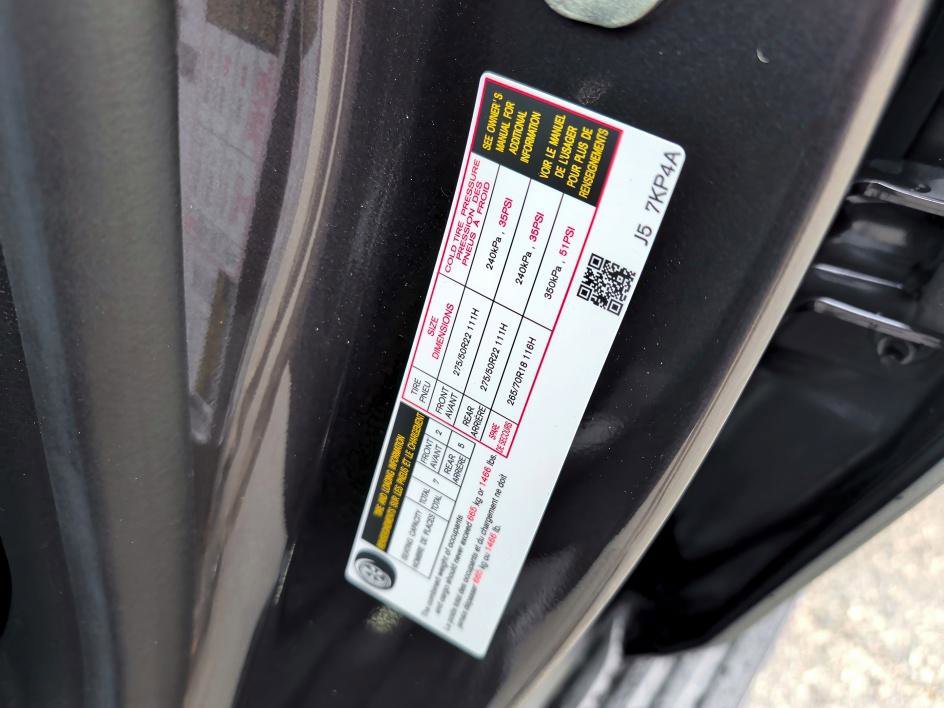 TIRE AND LOADING INFORMATION
RENSEIGNEMENTS SUR LES PNEUS ET LE CHARGEMENT
SEATING CAPACITY TOTAL 7 FRONT 2 REAR 5
NOMBRE DE PLACES TOTAL AVANT ARRIÈRE
The combined weight of occupants
and cargo should never exceed 665 kg or 1466 lbs.
Le poids total des occupants et du chargement ne doit
jamais dépasser 665 kg ou 1466 lb.
TIRE SIZE COLD TIRE PRESSURE
PNEU DIMENSIONS PRESSION DES
PNEUS À FROID
FRONT 275/50R22 111H 240kPa , 35PSI
AVANT
REAR 275/50R22 111H 240kPa , 35PSI
ARRIÈRE
SPARE 265/70R18 116H 350kPa , 51PSI
DE SECOURS
SEE OWNER'S
MANUAL FOR
ADDITIONAL
INFORMATION
VOIR LE MANUEL
DE L'USAGER
POUR PLUS DE
RENSEIGNEMENTS
J5 7KP4A